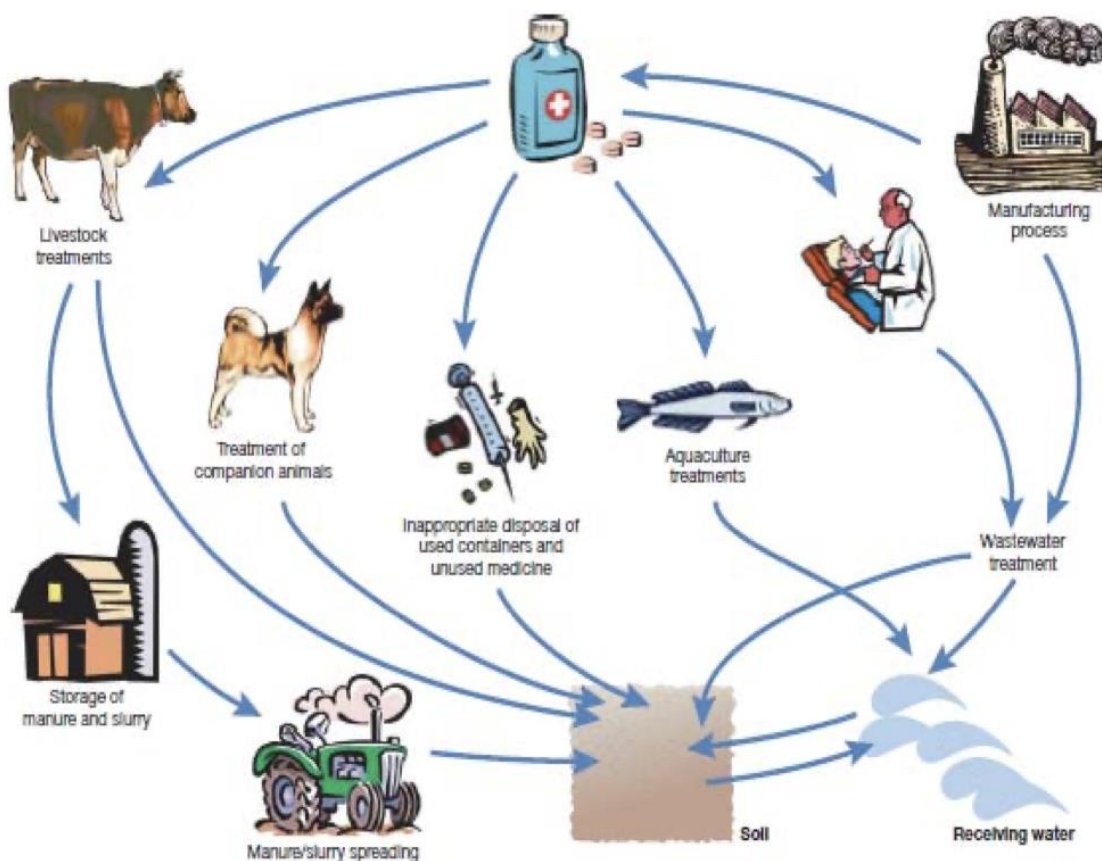 Livestock
treatments
Manufacturing
process
Treatment of
companion animals
Inappropriate disposal of
used containers and
unused medicine
Aquaculture
treatments
Wastewater
treatment
Storage of
manure and slurry
Manure/slurry spreading
Soil
Receiving water